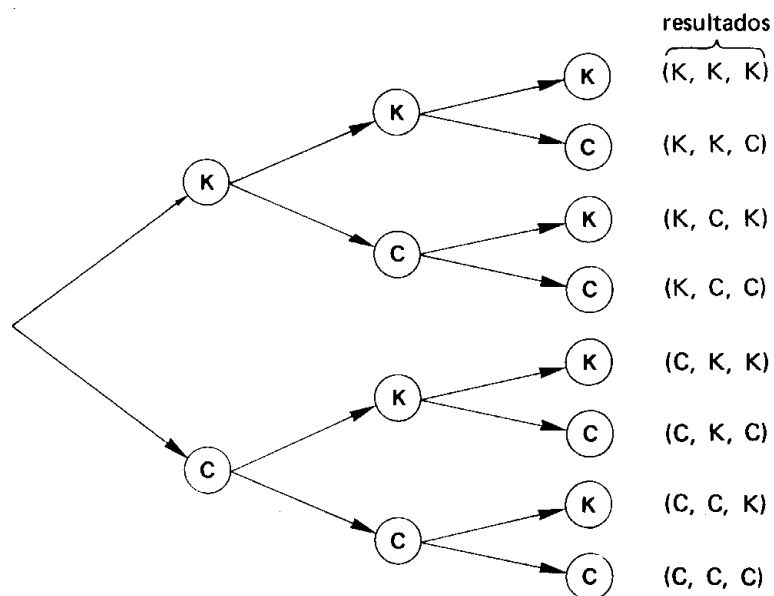 resultados
K (K, K, K)
K
C (K, K, C)
K
K (K, C, K)
C
C (K, C, C)
K (C, K, K)
K
C (C, K, C)
C
K (C, C, K)
C
C (C, C, C)